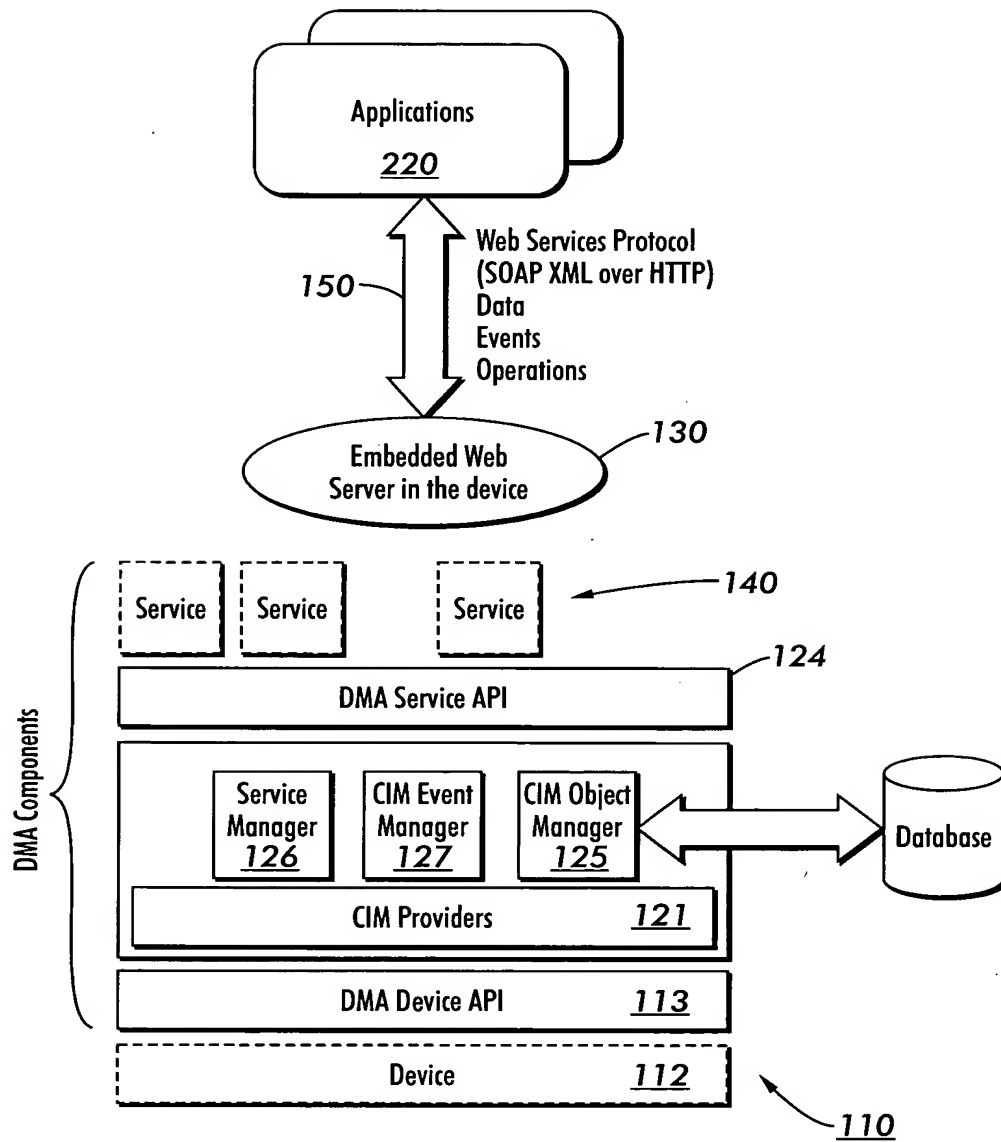 Applications
220
150
Web Services Protocol
(SOAP XML over HTTP)
Data
Events
Operations
130
Embedded Web
Server in the device
140
Service
Service
Service
124
DMA Service API
DMA Components
Service
Manager
126
CIM Event
Manager
127
CIM Object
Manager
125
Database
CIM Providers
121
DMA Device API
113
Device
112
110